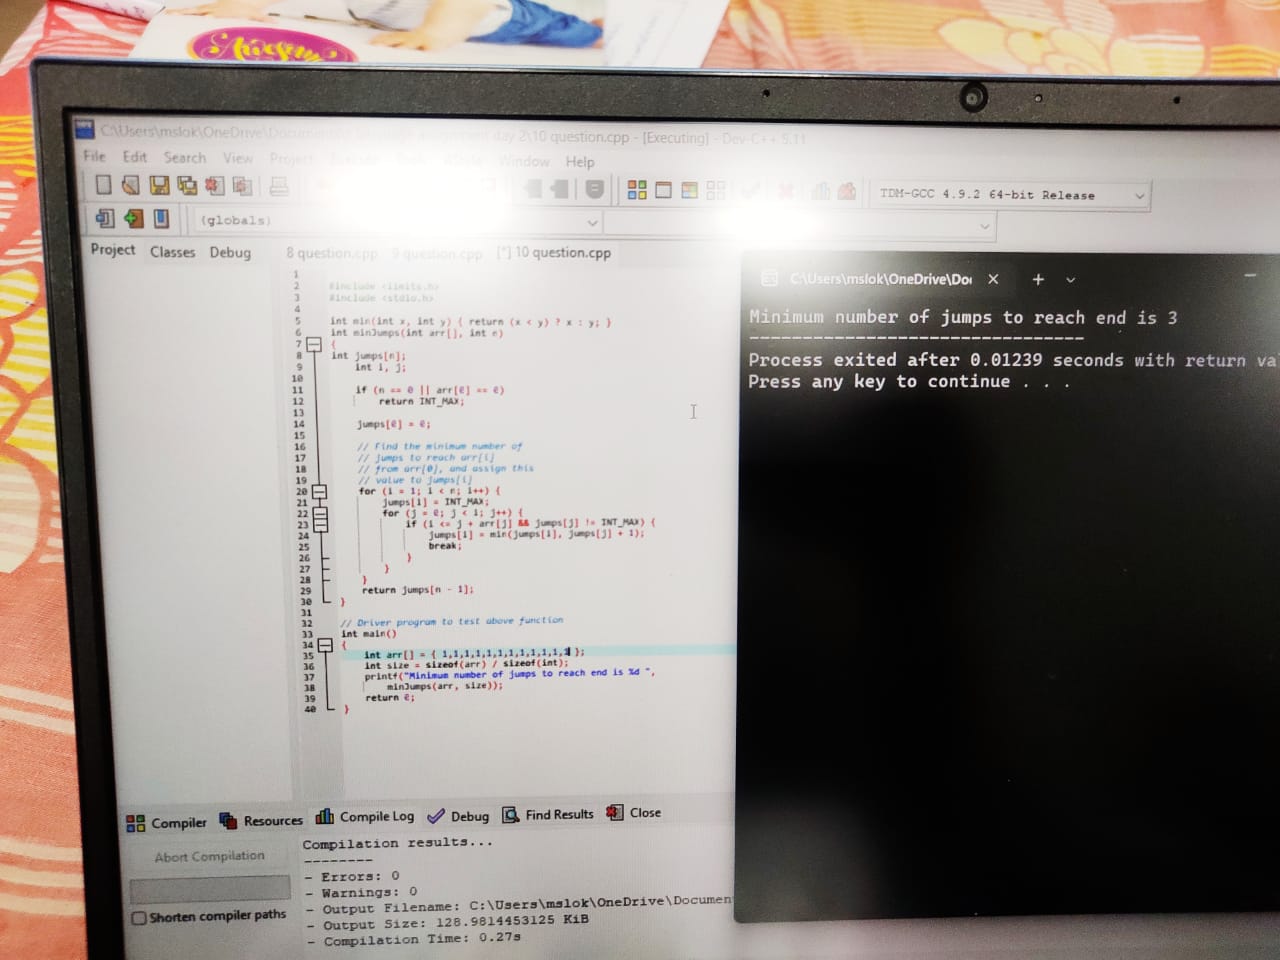 Awesom
C:\Users\mslok\OneDrive\Documents\ day 2\10 question.cpp - [Executing] - Dev-C++ 5.11
File Edit Search View Project Window Help
TDM-GCC 4.9.2 64-bit Release
(globals)
Project Classes Debug
8 question.cpp 9 question.cpp [*] 10 question.cpp
1
2 #include <limits.h>
3 #include <stdio.h>
4
5 int min(int x, int y) { return (x < y) ? x : y; }
6 int minJumps(int arr[], int n)
7 {
8 int jumps[n];
9 int i, j;
10
11 if (n == 0 || arr[0] == 0)
12 return INT_MAX;
13
14 jumps[0] = 0;
15
16 // Find the minimum number of
17 // jumps to reach arr[i]
18 // from arr[0], and assign this
19 // value to jumps[i]
20 for (i = 1; i < n; i++) {
21 jumps[i] = INT_MAX;
22 for (j = 0; j < i; j++) {
23 if (i <= j + arr[j] && jumps[j] != INT_MAX) {
24 jumps[i] = min(jumps[i], jumps[j] + 1);
25 break;
26 }
27 }
28 }
29 return jumps[n - 1];
30 }
31
32 // Driver program to test above function
33 int main()
34 {
35 int arr[] = { 1,1,1,1,1,1,1,1,1,1,1,1 };
36 int size = sizeof(arr) / sizeof(int);
37 printf("Minimum number of jumps to reach end is %d ",
38 minJumps(arr, size));
39 return 0;
40 }
C:\Users\mslok\OneDrive\Do
Minimum number of jumps to reach end is 3
--------------------------------
Process exited after 0.01239 seconds with return va
Press any key to continue . . .
Compiler Resources Compile Log Debug Find Results Close
Abort Compilation
Shorten compiler paths
Compilation results...
--------
- Errors: 0
- Warnings: 0
- Output Filename: C:\Users\mslok\OneDrive\Documen
- Output Size: 128.9814453125 KiB
- Compilation Time: 0.27s